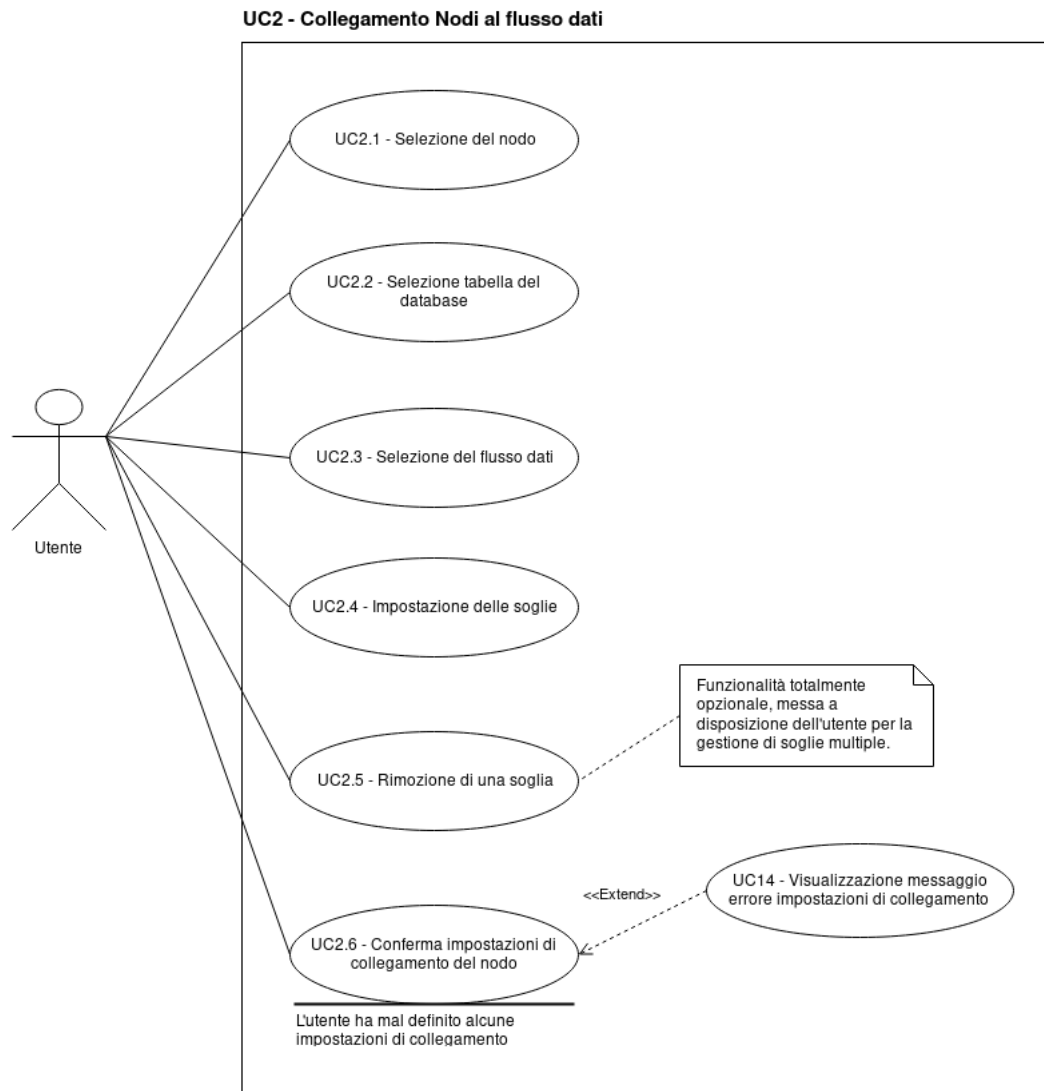 UC2 - Collegamento Nodi al flusso dati
UC2.1 - Selezione del nodo
UC2.2 - Selezione tabella del
database
UC2.3 - Selezione del flusso dati
Utente
UC2.4 - Impostazione delle soglie
Funzionalità totalmente
opzionale, messa a
disposizione dell'utente per la
gestione di soglie multiple.
UC2.5 - Rimozione di una soglia
UC14 - Visualizzazione messaggio
errore impostazioni di collegamento
<<Extend>>
UC2.6 - Conferma impostazioni di
collegamento del nodo
L'utente ha mal definito alcune
impostazioni di collegamento